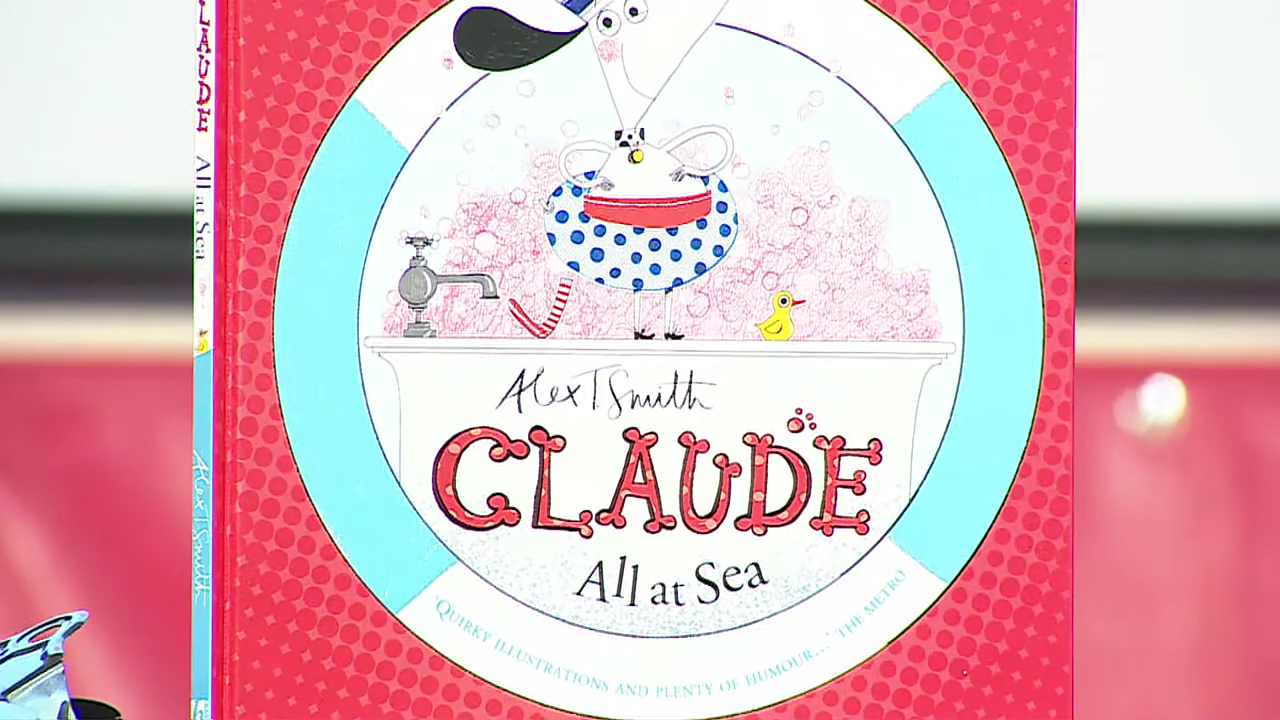 CLAUDE All at Sea Alex T. Smith
Alex T. Smith
CLAUDE
All at Sea
'QUIRKY ILLUSTRATIONS AND PLENTY OF HUMOUR...' THE METRO